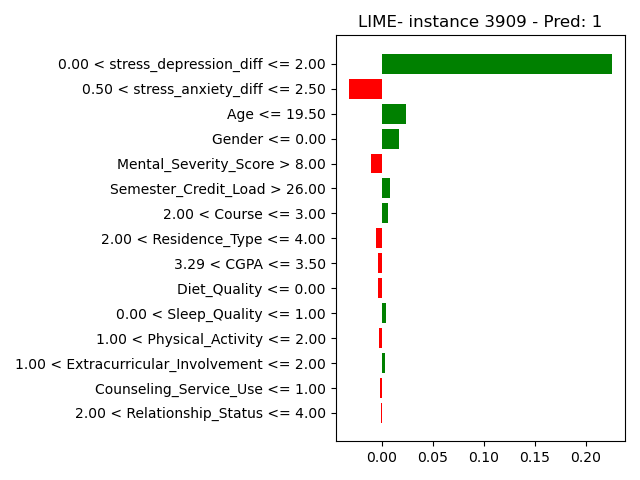 LIME- instance 3909 - Pred: 1
0.00 < stress_depression_diff <= 2.00
0.50 < stress_anxiety_diff <= 2.50
Age <= 19.50
Gender <= 0.00
Mental_Severity_Score > 8.00
Semester_Credit_Load > 26.00
2.00 < Course <= 3.00
2.00 < Residence_Type <= 4.00
3.29 < CGPA <= 3.50
Diet_Quality <= 0.00
0.00 < Sleep_Quality <= 1.00
1.00 < Physical_Activity <= 2.00
1.00 < Extracurricular_Involvement <= 2.00
Counseling_Service_Use <= 1.00
2.00 < Relationship_Status <= 4.00
0.00 0.05 0.10 0.15 0.20